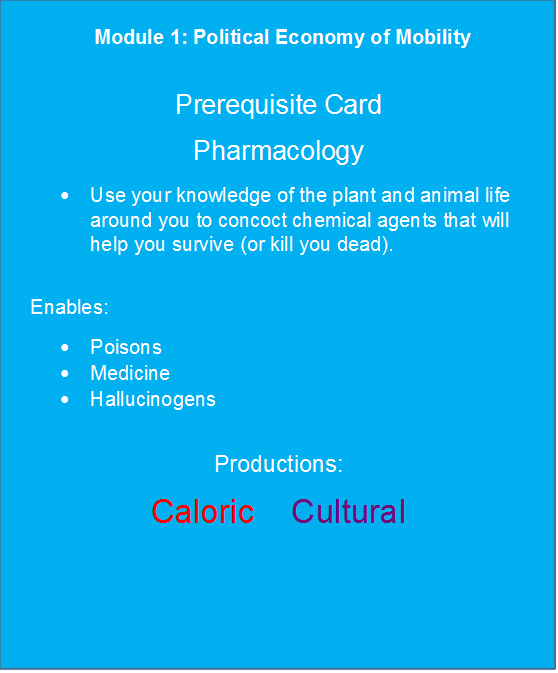 Module 1: Political Economy of Mobility
Prerequisite Card
Pharmacology
• Use your knowledge of the plant and animal life
around you to concoct chemical agents that will
help you survive (or kill you dead).
Enables:
• Poisons
• Medicine
• Hallucinogens
Productions:
Caloric Cultural